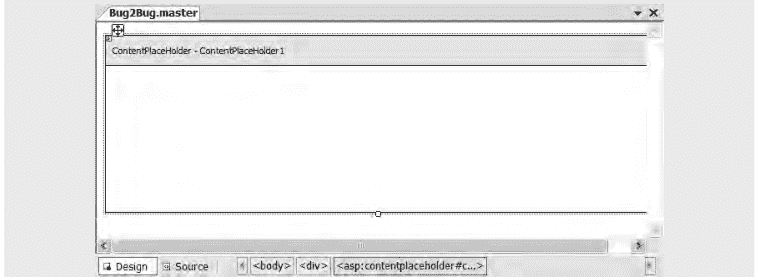 Bug2Bug.master
ContentPlaceHolder - ContentPlaceHolder1
Design Source <body> <div> <asp:contentplaceholder#c...>